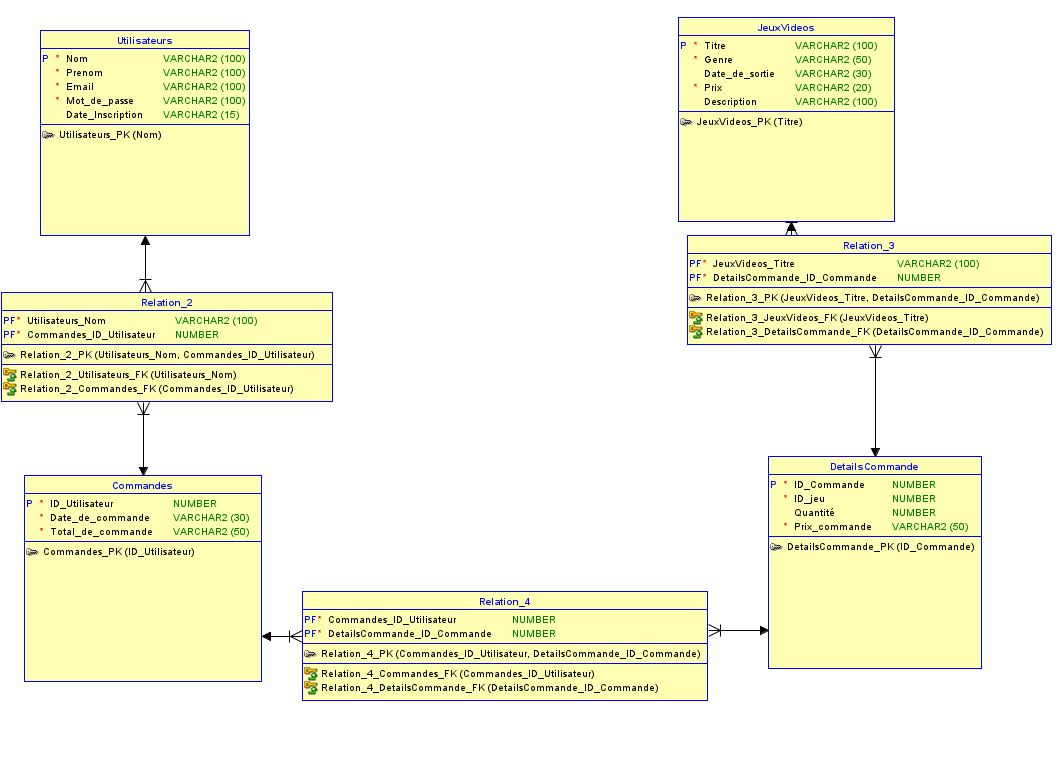 Utilisateurs
P * Nom VARCHAR2 (100)
* Prenom VARCHAR2 (100)
* Email VARCHAR2 (100)
* Mot_de_passe VARCHAR2 (100)
Date_Inscription VARCHAR2 (15)
Utilisateurs_PK (Nom)
JeuxVideos
P * Titre VARCHAR2 (100)
* Genre VARCHAR2 (50)
Date_de_sortie VARCHAR2 (30)
* Prix VARCHAR2 (20)
Description VARCHAR2 (100)
JeuxVideos_PK (Titre)
Relation_3
PF* JeuxVideos_Titre VARCHAR2 (100)
PF* DetailsCommande_ID_Commande NUMBER
Relation_3_PK (JeuxVideos_Titre, DetailsCommande_ID_Commande)
Relation_3_JeuxVideos_FK (JeuxVideos_Titre)
Relation_3_DetailsCommande_FK (DetailsCommande_ID_Commande)
Relation_2
PF* Utilisateurs_Nom VARCHAR2 (100)
PF* Commandes_ID_Utilisateur NUMBER
Relation_2_PK (Utilisateurs_Nom, Commandes_ID_Utilisateur)
Relation_2_Utilisateurs_FK (Utilisateurs_Nom)
Relation_2_Commandes_FK (Commandes_ID_Utilisateur)
Commandes
P * ID_Utilisateur NUMBER
* Date_de_commande VARCHAR2 (30)
* Total_de_commande VARCHAR2 (50)
Commandes_PK (ID_Utilisateur)
DetailsCommande
P * ID_Commande NUMBER
* ID_jeu NUMBER
Quantité NUMBER
* Prix_commande VARCHAR2 (50)
DetailsCommande_PK (ID_Commande)
Relation_4
PF* Commandes_ID_Utilisateur NUMBER
PF* DetailsCommande_ID_Commande NUMBER
Relation_4_PK (Commandes_ID_Utilisateur, DetailsCommande_ID_Commande)
Relation_4_Commandes_FK (Commandes_ID_Utilisateur)
Relation_4_DetailsCommande_FK (DetailsCommande_ID_Commande)